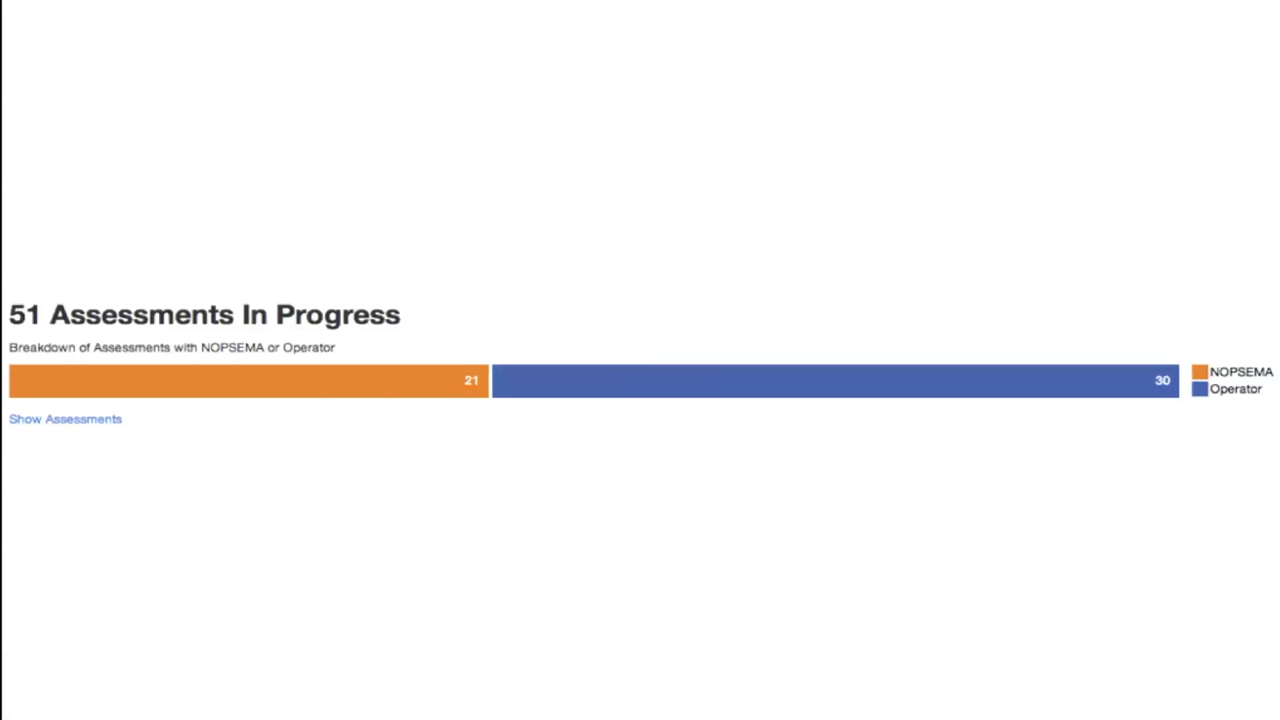 51 Assessments In Progress
Breakdown of Assessments with NOPSEMA or Operator
21
30
NOPSEMA
Operator
Show Assessments